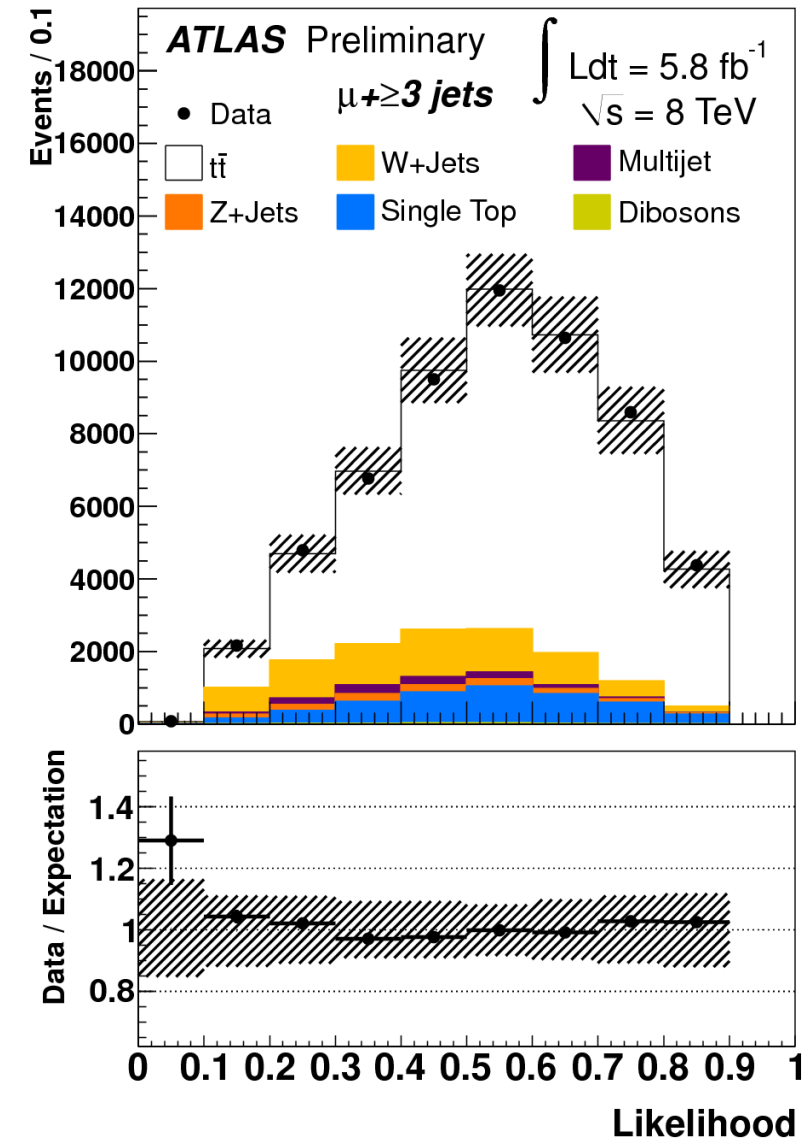 ATLAS Preliminary
∫ Ldt = 5.8 fb⁻¹
μ+≥3 jets
√s = 8 TeV
Data
tt̄
W+Jets
Multijet
Z+Jets
Single Top
Dibosons
Events / 0.1
18000
16000
14000
12000
10000
8000
6000
4000
2000
0
Data / Expectation
1.4
1.2
1
0.8
0 0.1 0.2 0.3 0.4 0.5 0.6 0.7 0.8 0.9 1
Likelihood